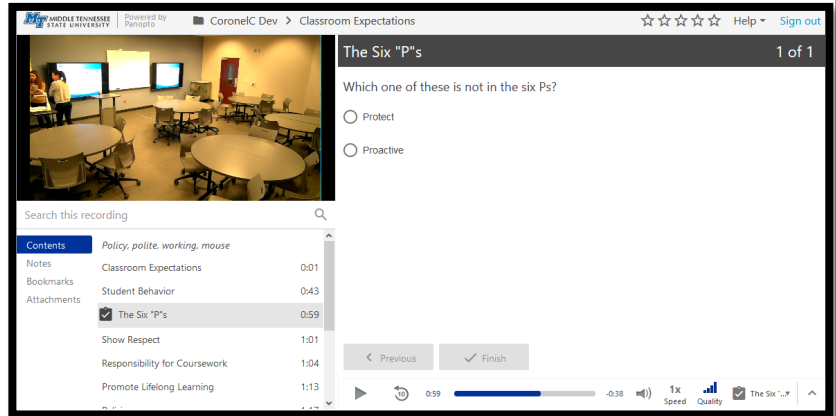 MT MIDDLE TENNESSEE
STATE UNIVERSITY
Powered by
Panopto
CoronelC Dev > Classroom Expectations
Help
Sign out
The Six "P"s
1 of 1
Which one of these is not in the six Ps?
Protect
Proactive
Search this recording
Contents
Notes
Bookmarks
Attachments
Policy, polite, working, mouse
Classroom Expectations 0:01
Student Behavior 0:43
The Six "P"s 0:59
Show Respect 1:01
Responsibility for Coursework 1:04
Promote Lifelong Learning 1:13
< Previous
Finish
10
0:59
-0:38
1x
Speed
Quality
The Six "...